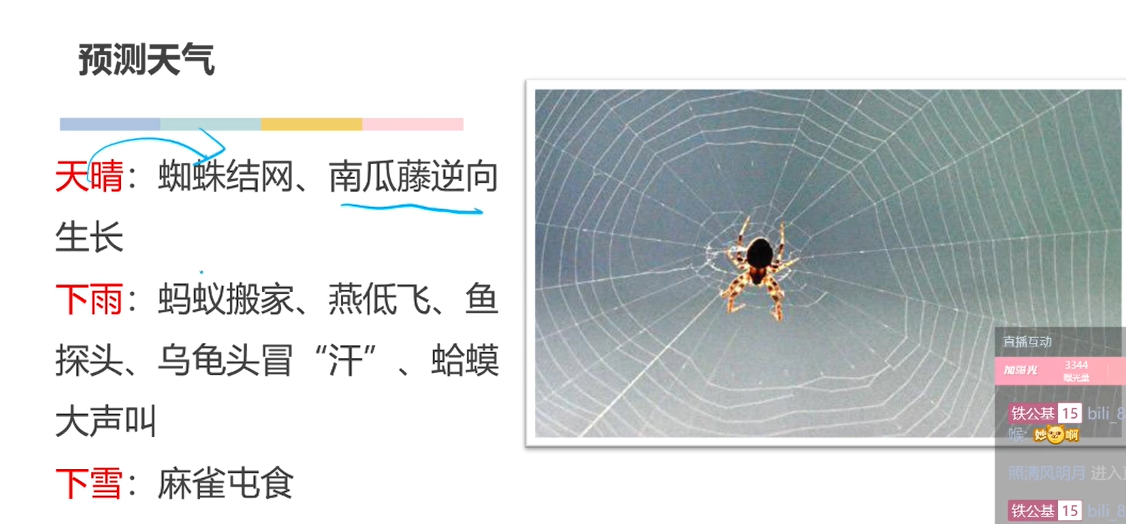 预测天气
天晴：蜘蛛结网、南瓜藤逆向
生长
下雨：蚂蚁搬家、燕低飞、鱼
探头、乌龟头冒“汗”、蛤蟆
大声叫
下雪：麻雀屯食
直播互动
3344
曝光量
铁公基 15 bili_8
喉
妙啊
照清风明月 进入
铁公基 15 bili_8